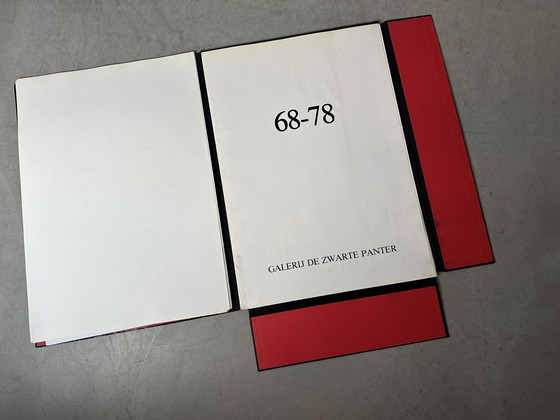 68-78
GALERIJ DE ZWARTE PANTER